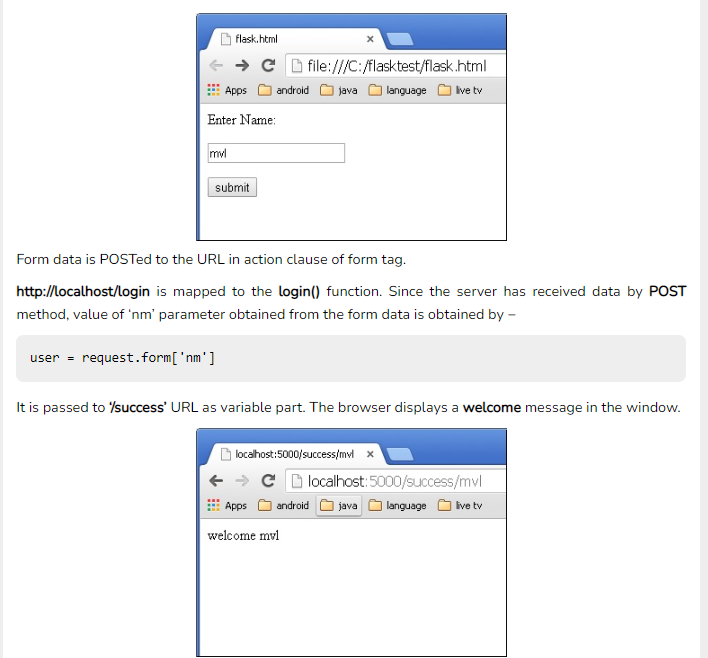 flask.html
file:///C:/flasktest/flask.html
Apps android java language live tv
Enter Name:
mvl
submit
Form data is POSTed to the URL in action clause of form tag.
http://localhost/login is mapped to the login() function. Since the server has received data by POST
method, value of ‘nm’ parameter obtained from the form data is obtained by –
user = request.form['nm']
It is passed to ‘/success’ URL as variable part. The browser displays a welcome message in the window.
localhost:5000/success/mvl
localhost:5000/success/mvl
Apps android java language live tv
welcome mvl